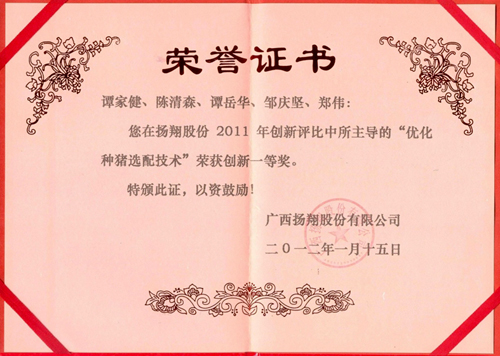 荣誉证书
谭家健、陈清森、谭岳华、邹庆坚、郑伟:
您在扬翔股份 2011 年创新评比中所主导的“优化
种猪选配技术”荣获创新一等奖。
特颁此证，以资鼓励!
广西扬翔股份有限公司
二〇一二年一月十五日